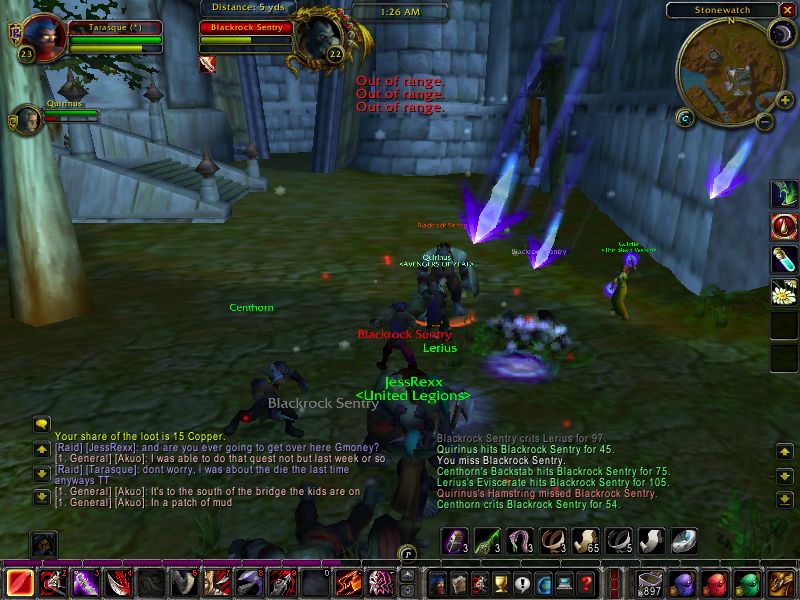 Distance: 5 yds
1:26 AM
Stonewatch
N
Tarasque (*)
Blackrock Sentry
23
22
Quirinus
Out of range.
Out of range.
Out of range.
Blackrock Sentry
Blackrock Sentry
Quirinus
<AVENGERS OF ZEAL>
Centhorn
Blackrock Sentry
Lerius
JessRexx
<United Legions>
Blackrock Sentry
Your share of the loot is 15 Copper.
[Raid] [JessRexx]: and are you ever going to get over here Gmoney?
[1. General] [Akuo]: I was able to do that quest not but last week or so
[Raid] [Tarasque]: dont worry, i was about the die the last time
anyways TT
[1. General] [Akuo]: It's to the south of the bridge the kids are on
[1. General] [Akuo]: In a patch of mud
Blackrock Sentry crits Lerius for 97.
Quirinus hits Blackrock Sentry for 45.
You miss Blackrock Sentry.
Centhorn's Backstab hits Blackrock Sentry for 75.
Lerius's Eviscerate hits Blackrock Sentry for 105.
Quirinus's Hamstring missed Blackrock Sentry.
Centhorn crits Blackrock Sentry for 54.
3 3 3 3 65 5
P
0
897